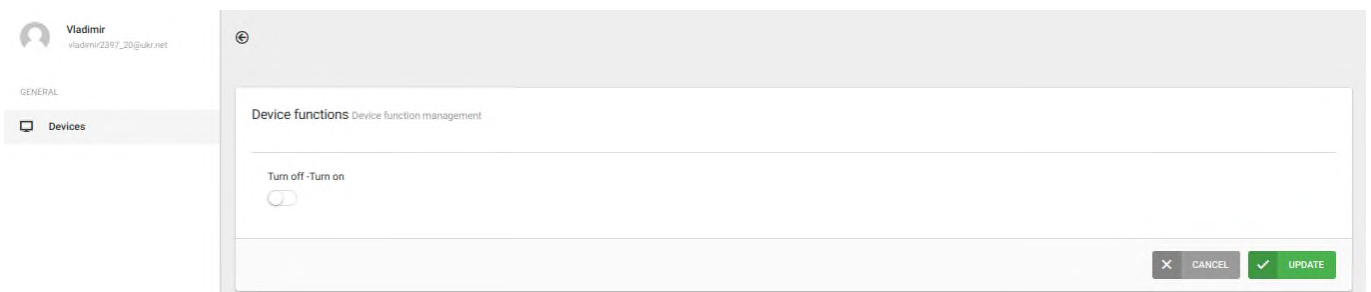 Vladimir
vladimir2397_20@ukr.net
GENERAL
Devices
Device functions Device function management
Turn off -Turn on
CANCEL
UPDATE